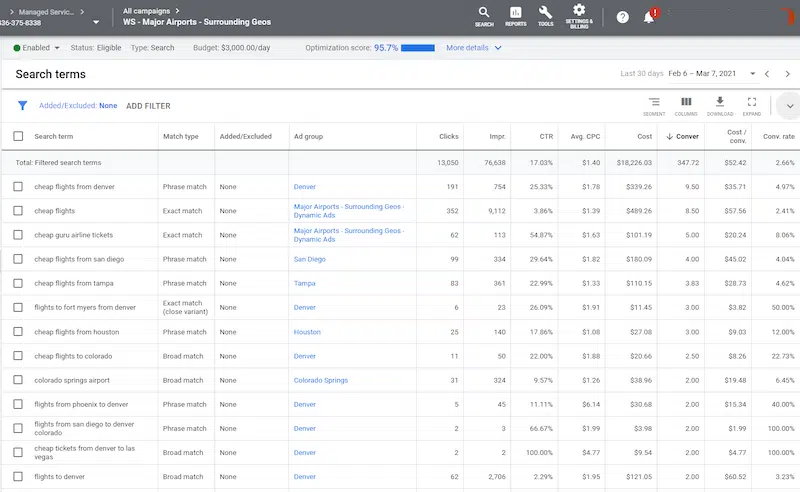 Managed Servic...
All campaigns
436-375-8338
WS - Major Airports - Surrounding Geos
SEARCH
REPORTS
TOOLS
SETTINGS & BILLING
Enabled Status: Eligible Type: Search Budget: $3,000.00/day Optimization score: 95.7% More details
Search terms
Last 30 days Feb 6 – Mar 7, 2021
Added/Excluded: None ADD FILTER
SEGMENT COLUMNS DOWNLOAD EXPAND
Search term Match type Added/Excluded Ad group Clicks Impr. CTR Avg. CPC Cost Conver Cost / conv. Conv. rate
Total: Filtered search terms 13,050 76,638 17.03% $1.40 $18,226.03 347.72 $52.42 2.66%
cheap flights from denver Phrase match None Denver 191 754 25.33% $1.78 $339.26 9.50 $35.71 4.97%
cheap flights Exact match None Major Airports - Surrounding Geos - Dynamic Ads 352 9,112 3.86% $1.39 $489.26 8.50 $57.56 2.41%
cheap guru airline tickets Exact match None Major Airports - Surrounding Geos - Dynamic Ads 62 113 54.87% $1.63 $101.19 5.00 $20.24 8.06%
cheap flights from san diego Phrase match None San Diego 99 334 29.64% $1.82 $180.09 4.00 $45.02 4.04%
cheap flights from tampa Phrase match None Tampa 83 361 22.99% $1.33 $110.15 3.83 $28.73 4.62%
flights to fort myers from denver Exact match (close variant) None Denver 6 23 26.09% $1.91 $11.45 3.00 $3.82 50.00%
cheap flights from houston Phrase match None Houston 25 140 17.86% $1.08 $27.08 3.00 $9.03 12.00%
cheap flights to colorado Broad match None Denver 11 50 22.00% $1.88 $20.66 2.50 $8.26 22.73%
colorado springs airport Broad match None Colorado Springs 31 324 9.57% $1.26 $38.96 2.00 $19.48 6.45%
flights from phoenix to denver Phrase match None Denver 5 45 11.11% $6.14 $30.68 2.00 $15.34 40.00%
flights from san diego to denver colorado Phrase match None Denver 2 3 66.67% $1.99 $3.98 2.00 $1.99 100.00%
cheap tickets from denver to las vegas Broad match None Denver 2 2 100.00% $4.77 $9.54 2.00 $4.77 100.00%
flights to denver Broad match None Denver 62 2,706 2.29% $1.95 $121.05 2.00 $60.52 3.23%